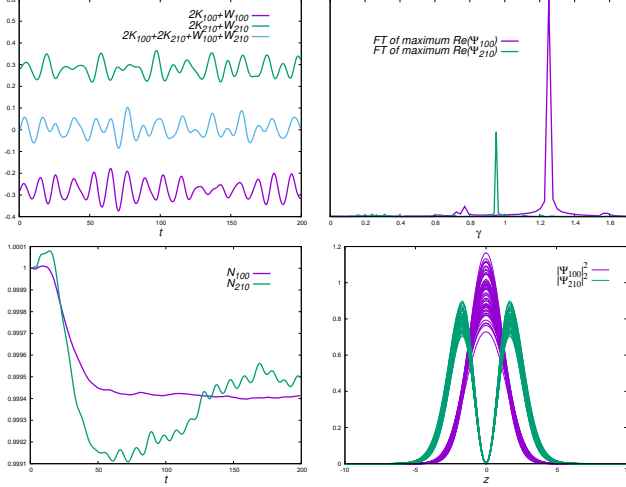 2K100+W100
2K210+W210
2K100+2K210+W100+W210
0.5
0.4
0.3
0.2
0.1
0
-0.1
-0.2
-0.3
-0.4
0 50 100 150 200
t
FT of maximum Re(Ψ100)
FT of maximum Re(Ψ210)
0 0.2 0.4 0.6 0.8 1 1.2 1.4 1.6
γ
N100
N210
1.0001
1
0.9999
0.9998
0.9997
0.9996
0.9995
0.9994
0.9993
0.9992
0.9991
0 50 100 150 200
t
|Ψ100|²
|Ψ210|²
1.2
1
0.8
0.6
0.4
0.2
0
-10 -5 0 5
z